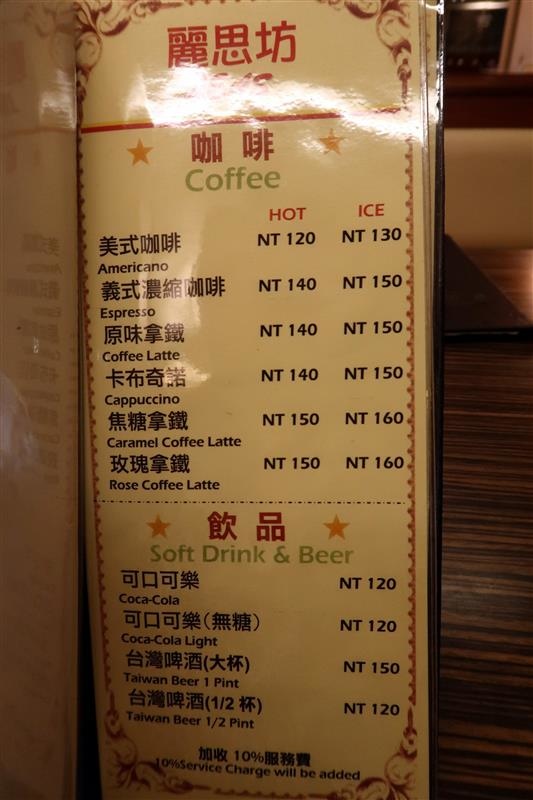 麗思坊
咖啡
Coffee
HOT ICE
美式咖啡 NT 120 NT 130
Americano
義式濃縮咖啡 NT 140 NT 150
Espresso
原味拿鐵 NT 140 NT 150
Coffee Latte
卡布奇諾 NT 140 NT 150
Cappuccino
焦糖拿鐵 NT 150 NT 160
Caramel Coffee Latte
玫瑰拿鐵 NT 150 NT 160
Rose Coffee Latte
飲品
Soft Drink & Beer
可口可樂 NT 120
Coca-Cola
可口可樂(無糖) NT 120
Coca-Cola Light
台灣啤酒(大杯) NT 150
Taiwan Beer 1 Pint
台灣啤酒(1/2 杯) NT 120
Taiwan Beer 1/2 Pint
加收 10%服務費
10%Service Charge will be added